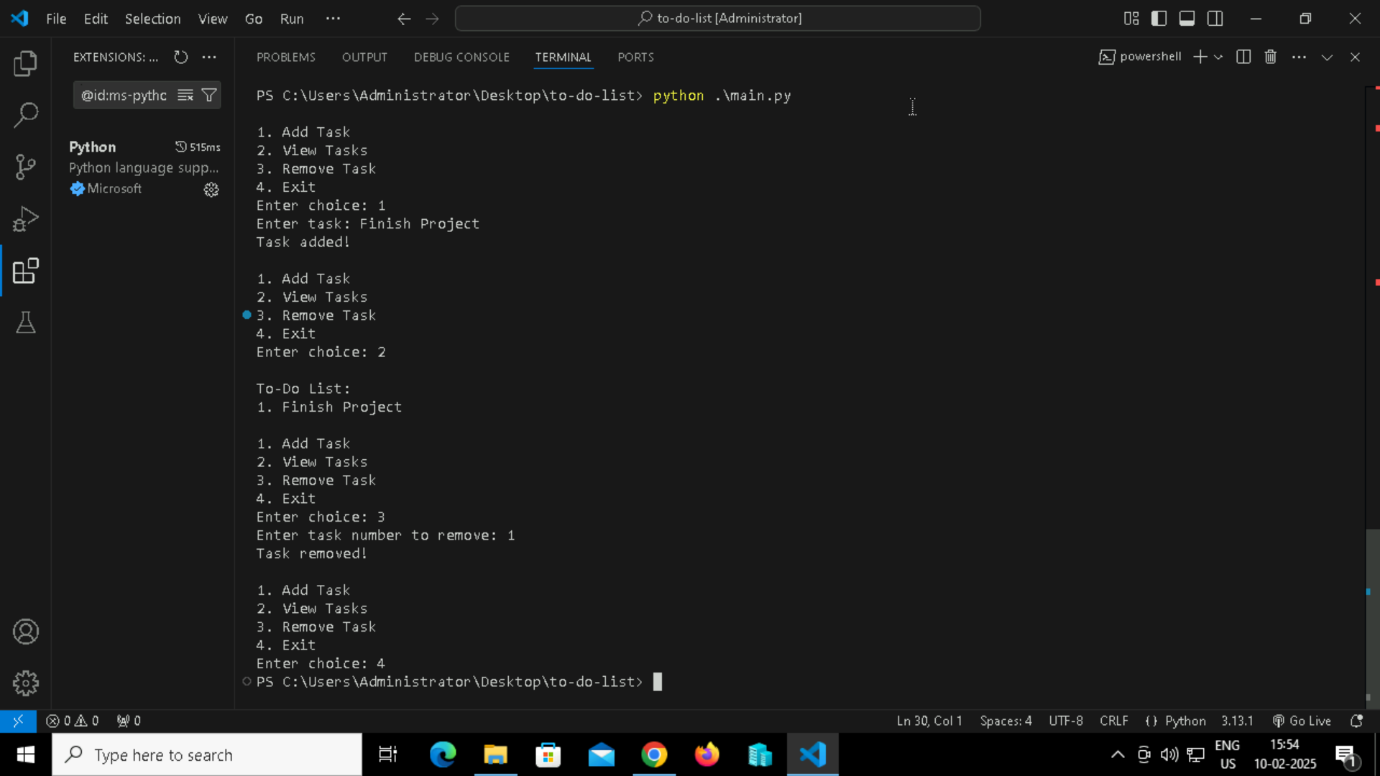 File Edit Selection View Go Run ··· to-do-list [Administrator]
EXTENSIONS: ...
@id:ms-pytho
Python 515ms
Python language supp...
Microsoft
PROBLEMS OUTPUT DEBUG CONSOLE TERMINAL PORTS powershell
PS C:\Users\Administrator\Desktop\to-do-list> python .\main.py
1. Add Task
2. View Tasks
3. Remove Task
4. Exit
Enter choice: 1
Enter task: Finish Project
Task added!
1. Add Task
2. View Tasks
3. Remove Task
4. Exit
Enter choice: 2
To-Do List:
1. Finish Project
1. Add Task
2. View Tasks
3. Remove Task
4. Exit
Enter choice: 3
Enter task number to remove: 1
Task removed!
1. Add Task
2. View Tasks
3. Remove Task
4. Exit
Enter choice: 4
PS C:\Users\Administrator\Desktop\to-do-list>
0 0 0 Ln 30, Col 1 Spaces: 4 UTF-8 CRLF {} Python 3.13.1 Go Live
Type here to search
ENG
US
15:54
10-02-2025
1